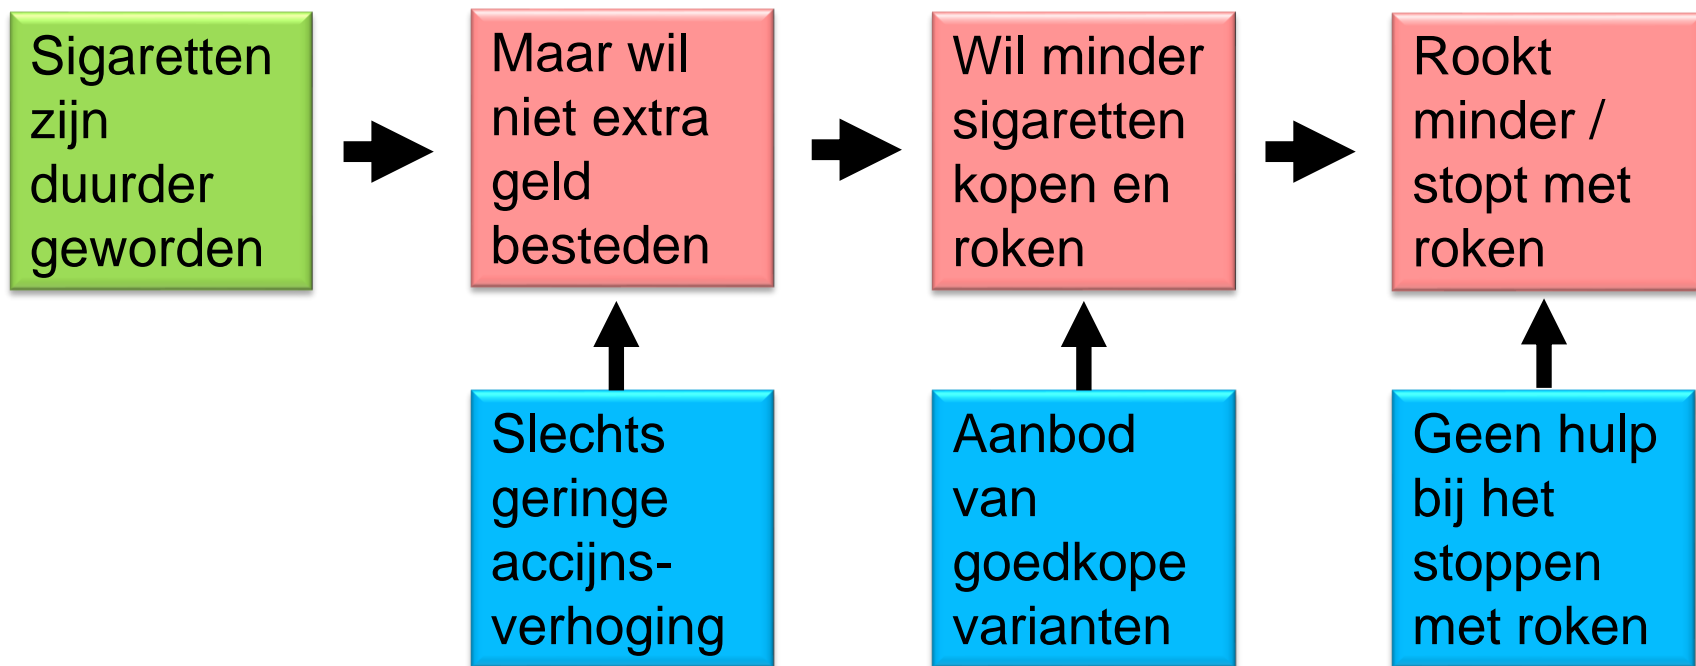 Sigaretten
zijn
duurder
geworden
Maar wil
niet extra
geld
besteden
Wil minder
sigaretten
kopen en
roken
Rookt
minder /
stopt met
roken
Slechts
geringe
accijns-
verhoging
Aanbod
van
goedkope
varianten
Geen hulp
bij het
stoppen
met roken